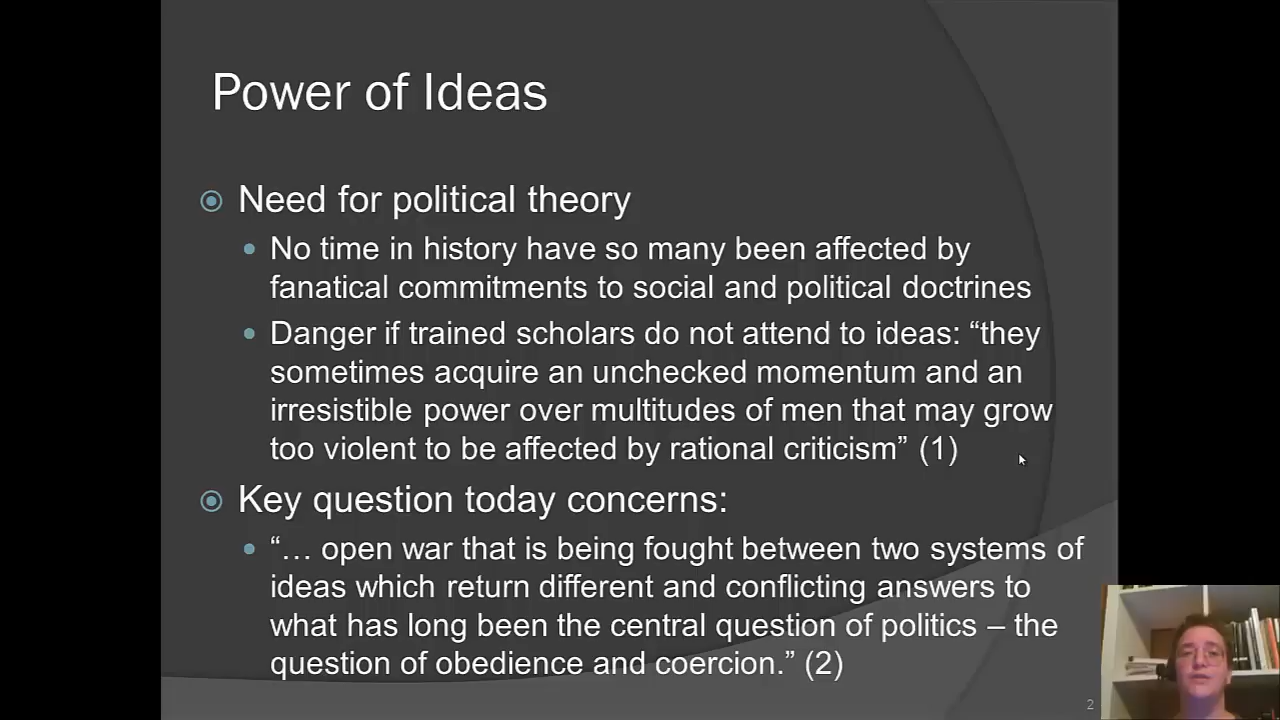 Power of Ideas
Need for political theory
No time in history have so many been affected by
fanatical commitments to social and political doctrines
Danger if trained scholars do not attend to ideas: “they
sometimes acquire an unchecked momentum and an
irresistible power over multitudes of men that may grow
too violent to be affected by rational criticism” (1)
Key question today concerns:
“… open war that is being fought between two systems of
ideas which return different and conflicting answers to
what has long been the central question of politics – the
question of obedience and coercion.” (2)
2